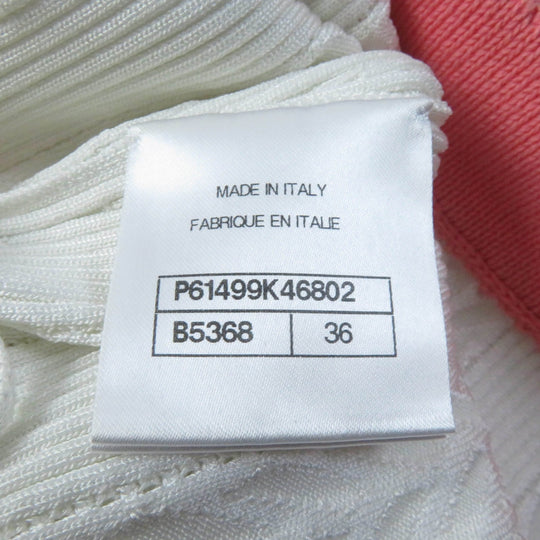 MADE IN ITALY
FABRIQUE EN ITALIE
P61499K46802
B5368 36